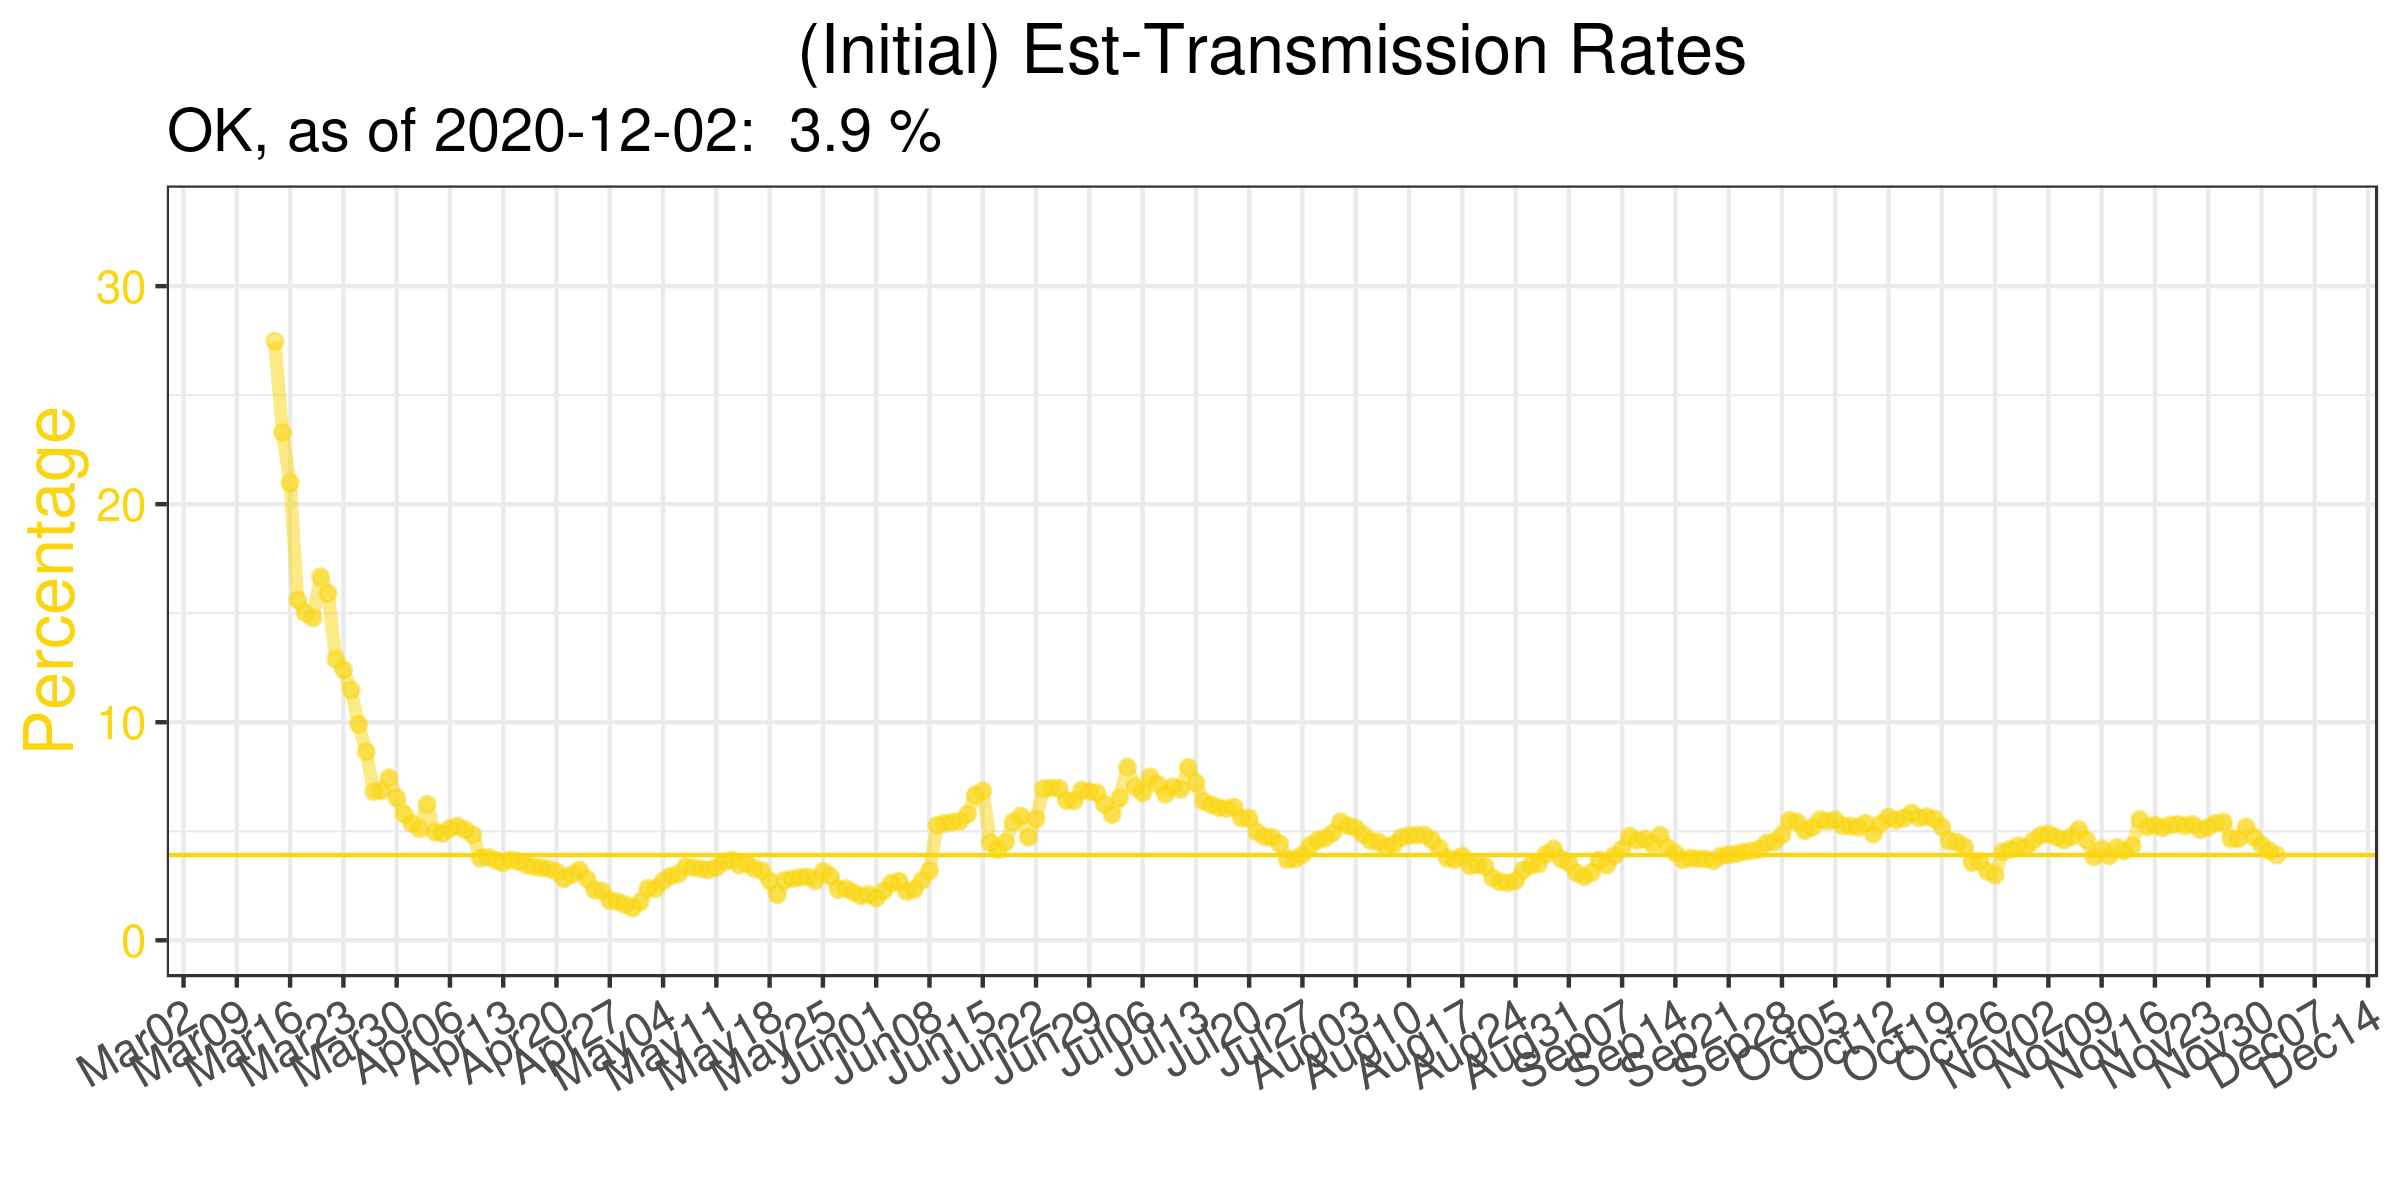 (Initial) Est-Transmission Rates
OK, as of 2020-12-02:  3.9 %
Percentage
30
20
10
0
Mar02
Mar09
Mar16
Mar23
Mar30
Apr06
Apr13
Apr20
Apr27
May04
May11
May18
May25
Jun01
Jun08
Jun15
Jun22
Jun29
Jul06
Jul13
Jul20
Jul27
Aug03
Aug10
Aug17
Aug24
Aug31
Sep07
Sep14
Sep21
Sep28
Oct05
Oct12
Oct19
Oct26
Nov02
Nov09
Nov16
Nov23
Nov30
Dec07
Dec14